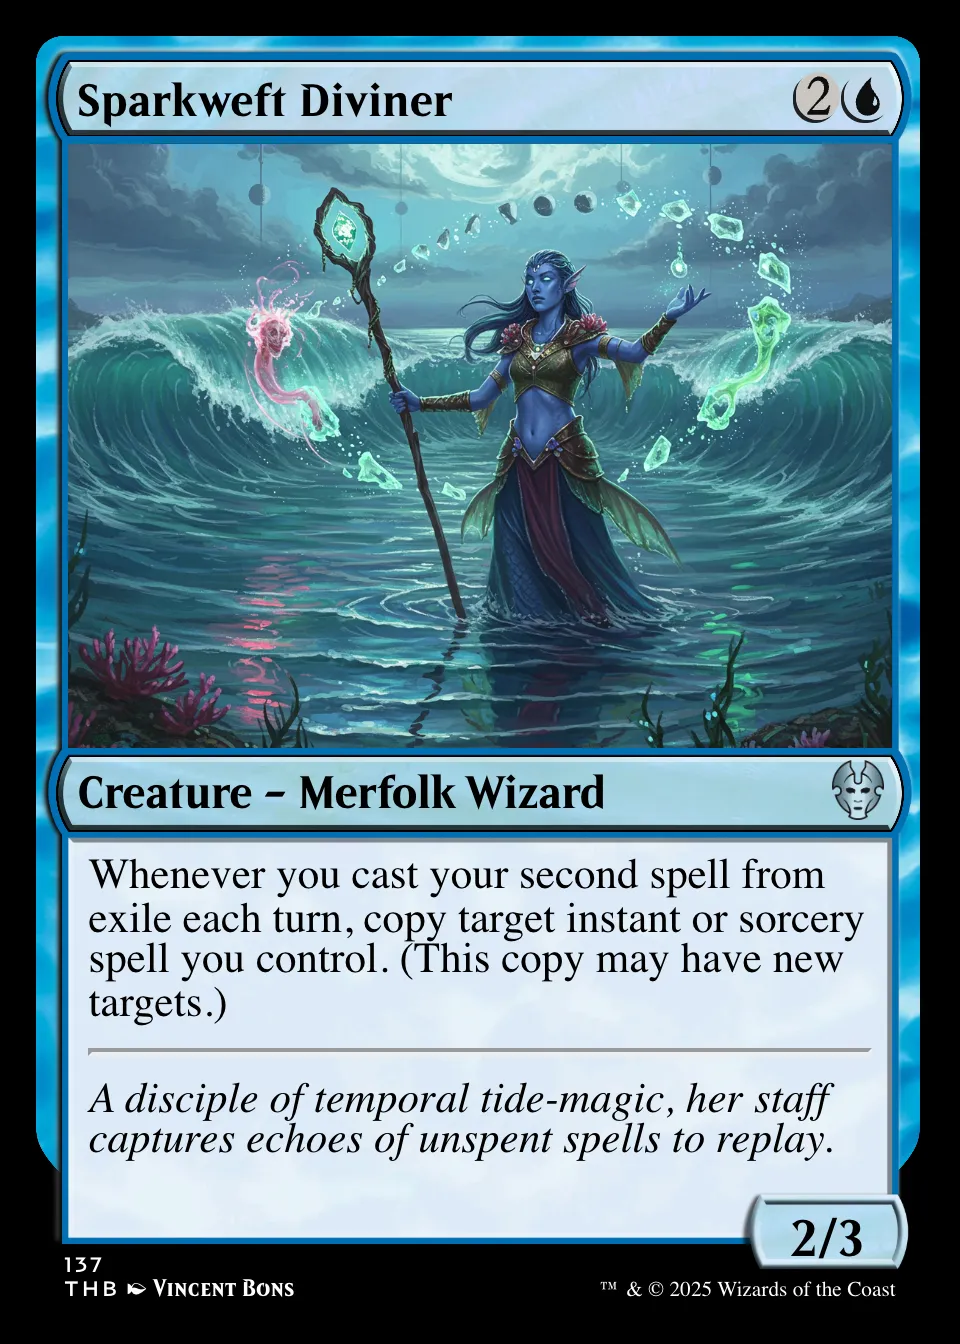 Sparkweft Diviner 2
Creature – Merfolk Wizard
Whenever you cast your second spell from
exile each turn, copy target instant or sorcery
spell you control. (This copy may have new
targets.)
A disciple of temporal tide-magic, her staff
captures echoes of unspent spells to replay.
2/3
137
THB Vincent Bons
™ & © 2025 Wizards of the Coast